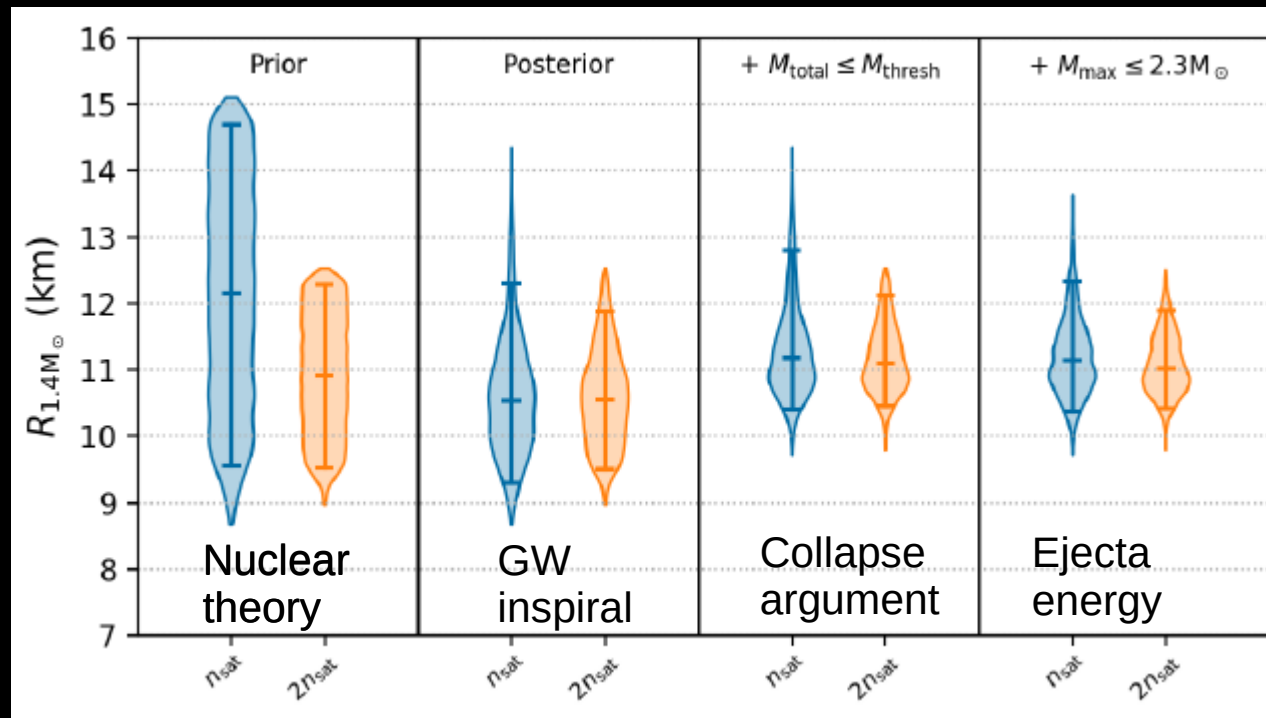 16
15
14
13
12
11
10
9
8
7
R1.4M⊙ (km)
Prior
Posterior
+ Mtotal ≤ Mthresh
+ Mmax ≤ 2.3M⊙
Nuclear
theory
GW
inspiral
Collapse
argument
Ejecta
energy
nsat
2nsat
nsat
2nsat
nsat
2nsat
nsat
2nsat